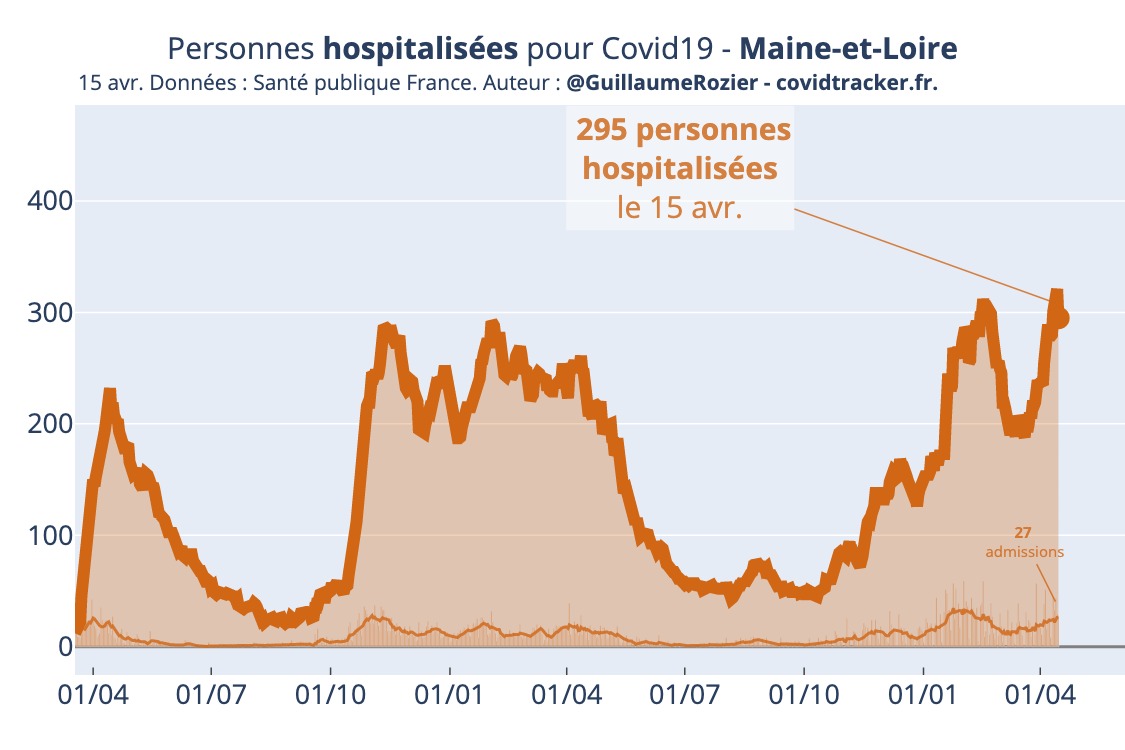 Personnes hospitalisées pour Covid19 - Maine-et-Loire
15 avr. Données : Santé publique France. Auteur : @GuillaumeRozier - covidtracker.fr.
295 personnes
hospitalisées
le 15 avr.
400
300
200
100
0
27
admissions
01/04 01/07 01/10 01/01 01/04 01/07 01/10 01/01 01/04